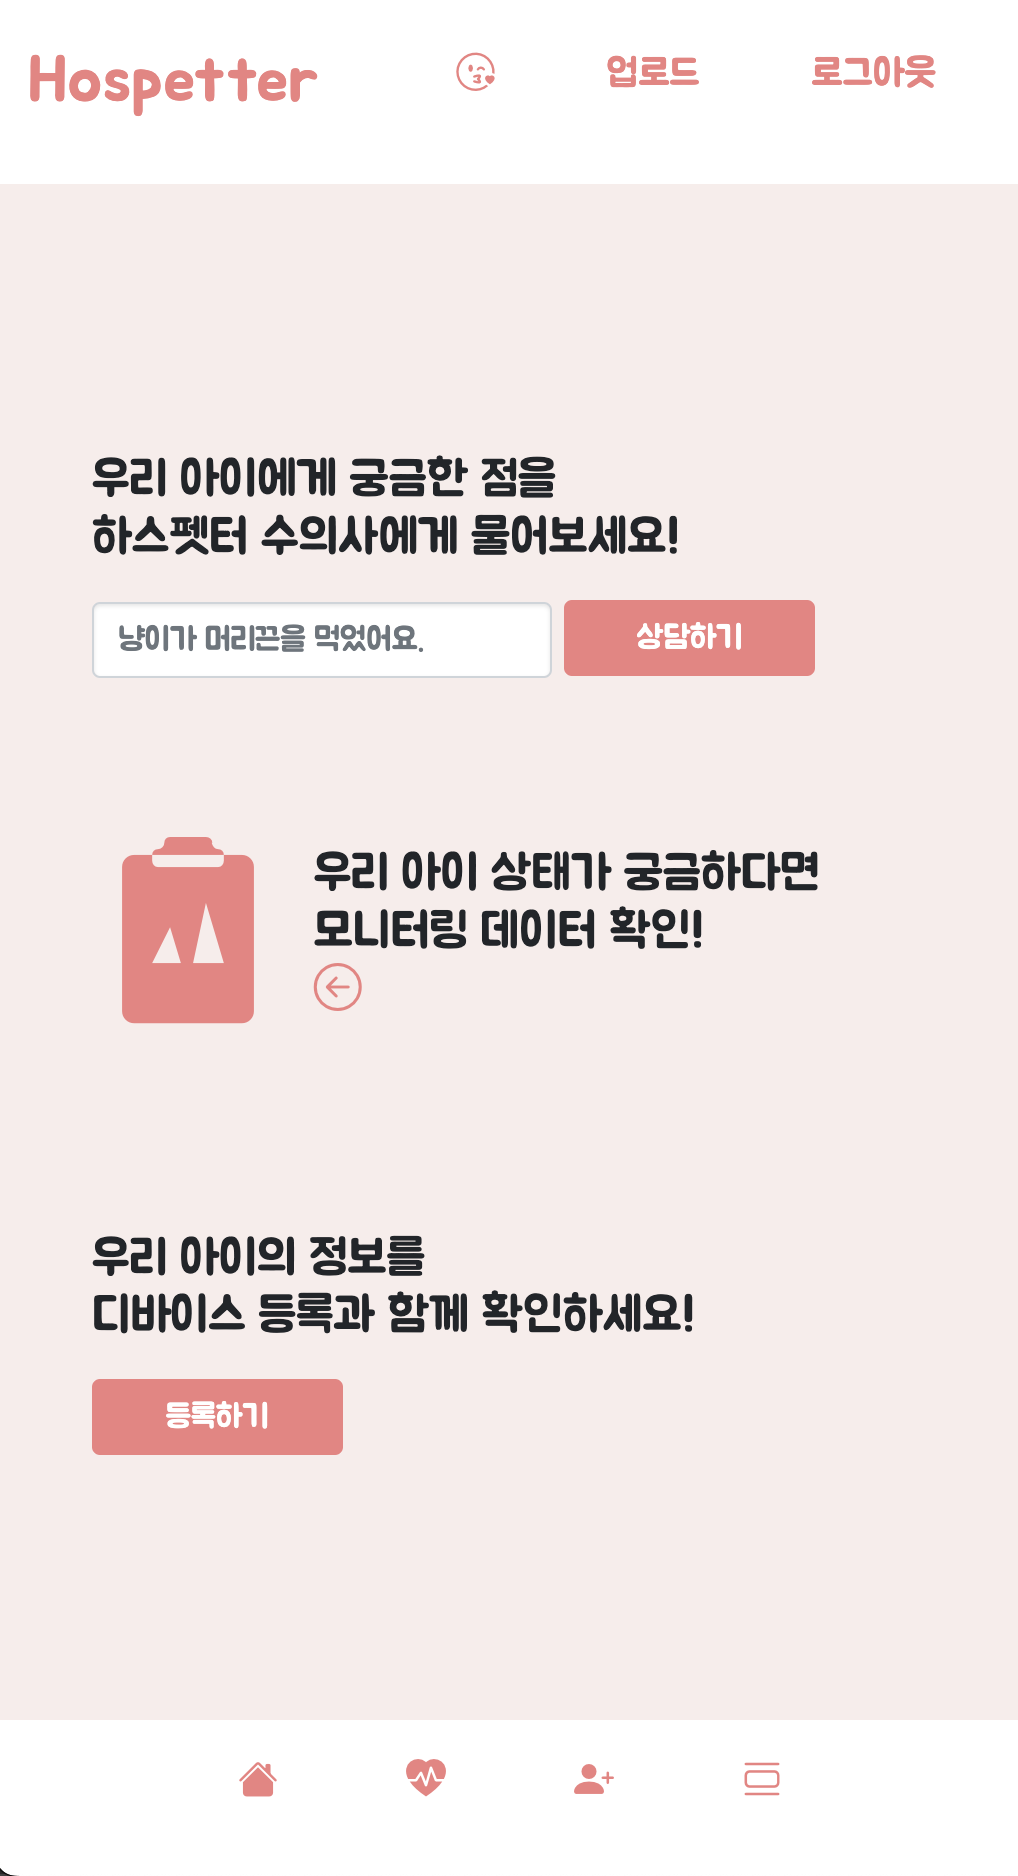 Hospetter
업로드
로그아웃
우리 아이에게 궁금한 점을
하스펫터 수의사에게 물어보세요!
냥이가 머리끈을 먹었어요.
상담하기
우리 아이 상태가 궁금하다면
모니터링 데이터 확인!
우리 아이의 정보를
디바이스 등록과 함께 확인하세요!
등록하기